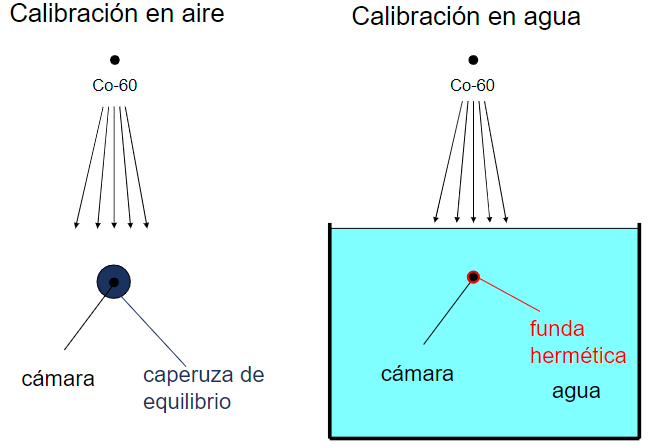 Calibración en aire
Co-60
cámara
caperuza de
equilibrio
Calibración en agua
Co-60
cámara
funda
hermética
agua